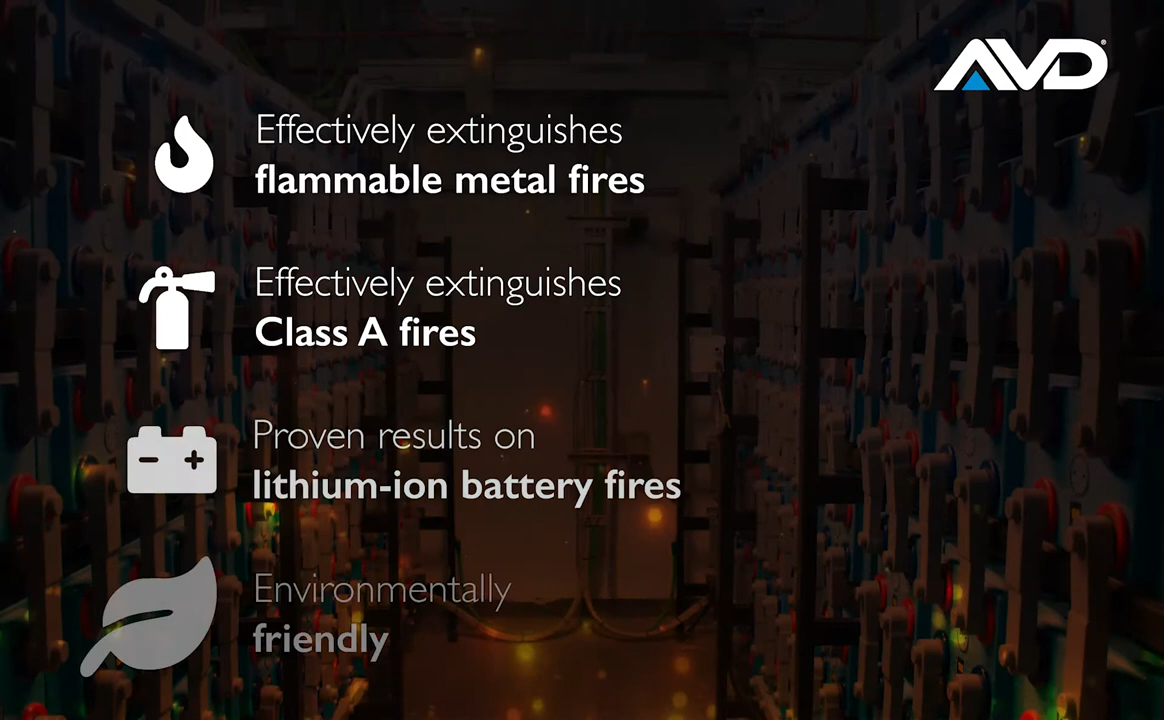 AVD®
Effectively extinguishes
flammable metal fires
Effectively extinguishes
Class A fires
Proven results on
lithium-ion battery fires
Environmentally
friendly